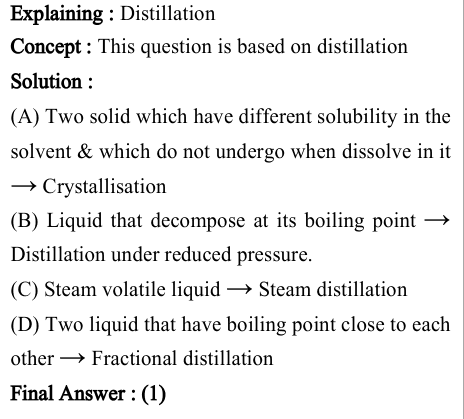 Explaining : Distillation
Concept : This question is based on distillation
Solution :
(A) Two solid which have different solubility in the
solvent & which do not undergo when dissolve in it
⟶ Crystallisation
(B) Liquid that decompose at its boiling point ⟶
Distillation under reduced pressure.
(C) Steam volatile liquid ⟶ Steam distillation
(D) Two liquid that have boiling point close to each
other ⟶ Fractional distillation
Final Answer : (1)